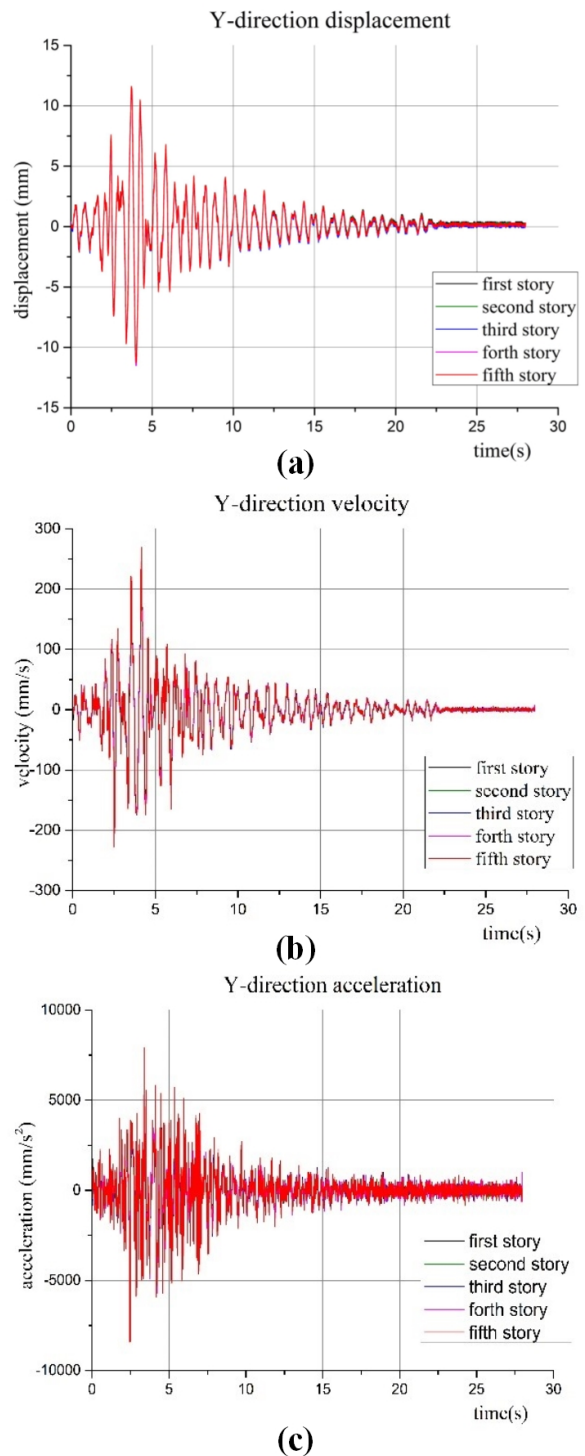 Y-direction displacement
15
10
5
0
-5
-10
-15
displacement (mm)
first story
second story
third story
forth story
fifth story
0 5 10 15 20 25 30
time(s)
(a)
Y-direction velocity
300
200
100
0
-100
-200
-300
velocity (mm/s)
first story
second story
third story
forth story
fifth story
0 5 10 15 20 25 30
time(s)
(b)
Y-direction acceleration
10000
5000
0
-5000
-10000
acceleration (mm/s²)
first story
second story
third story
forth story
fifth story
0 5 10 15 20 25 30
time(s)
(c)